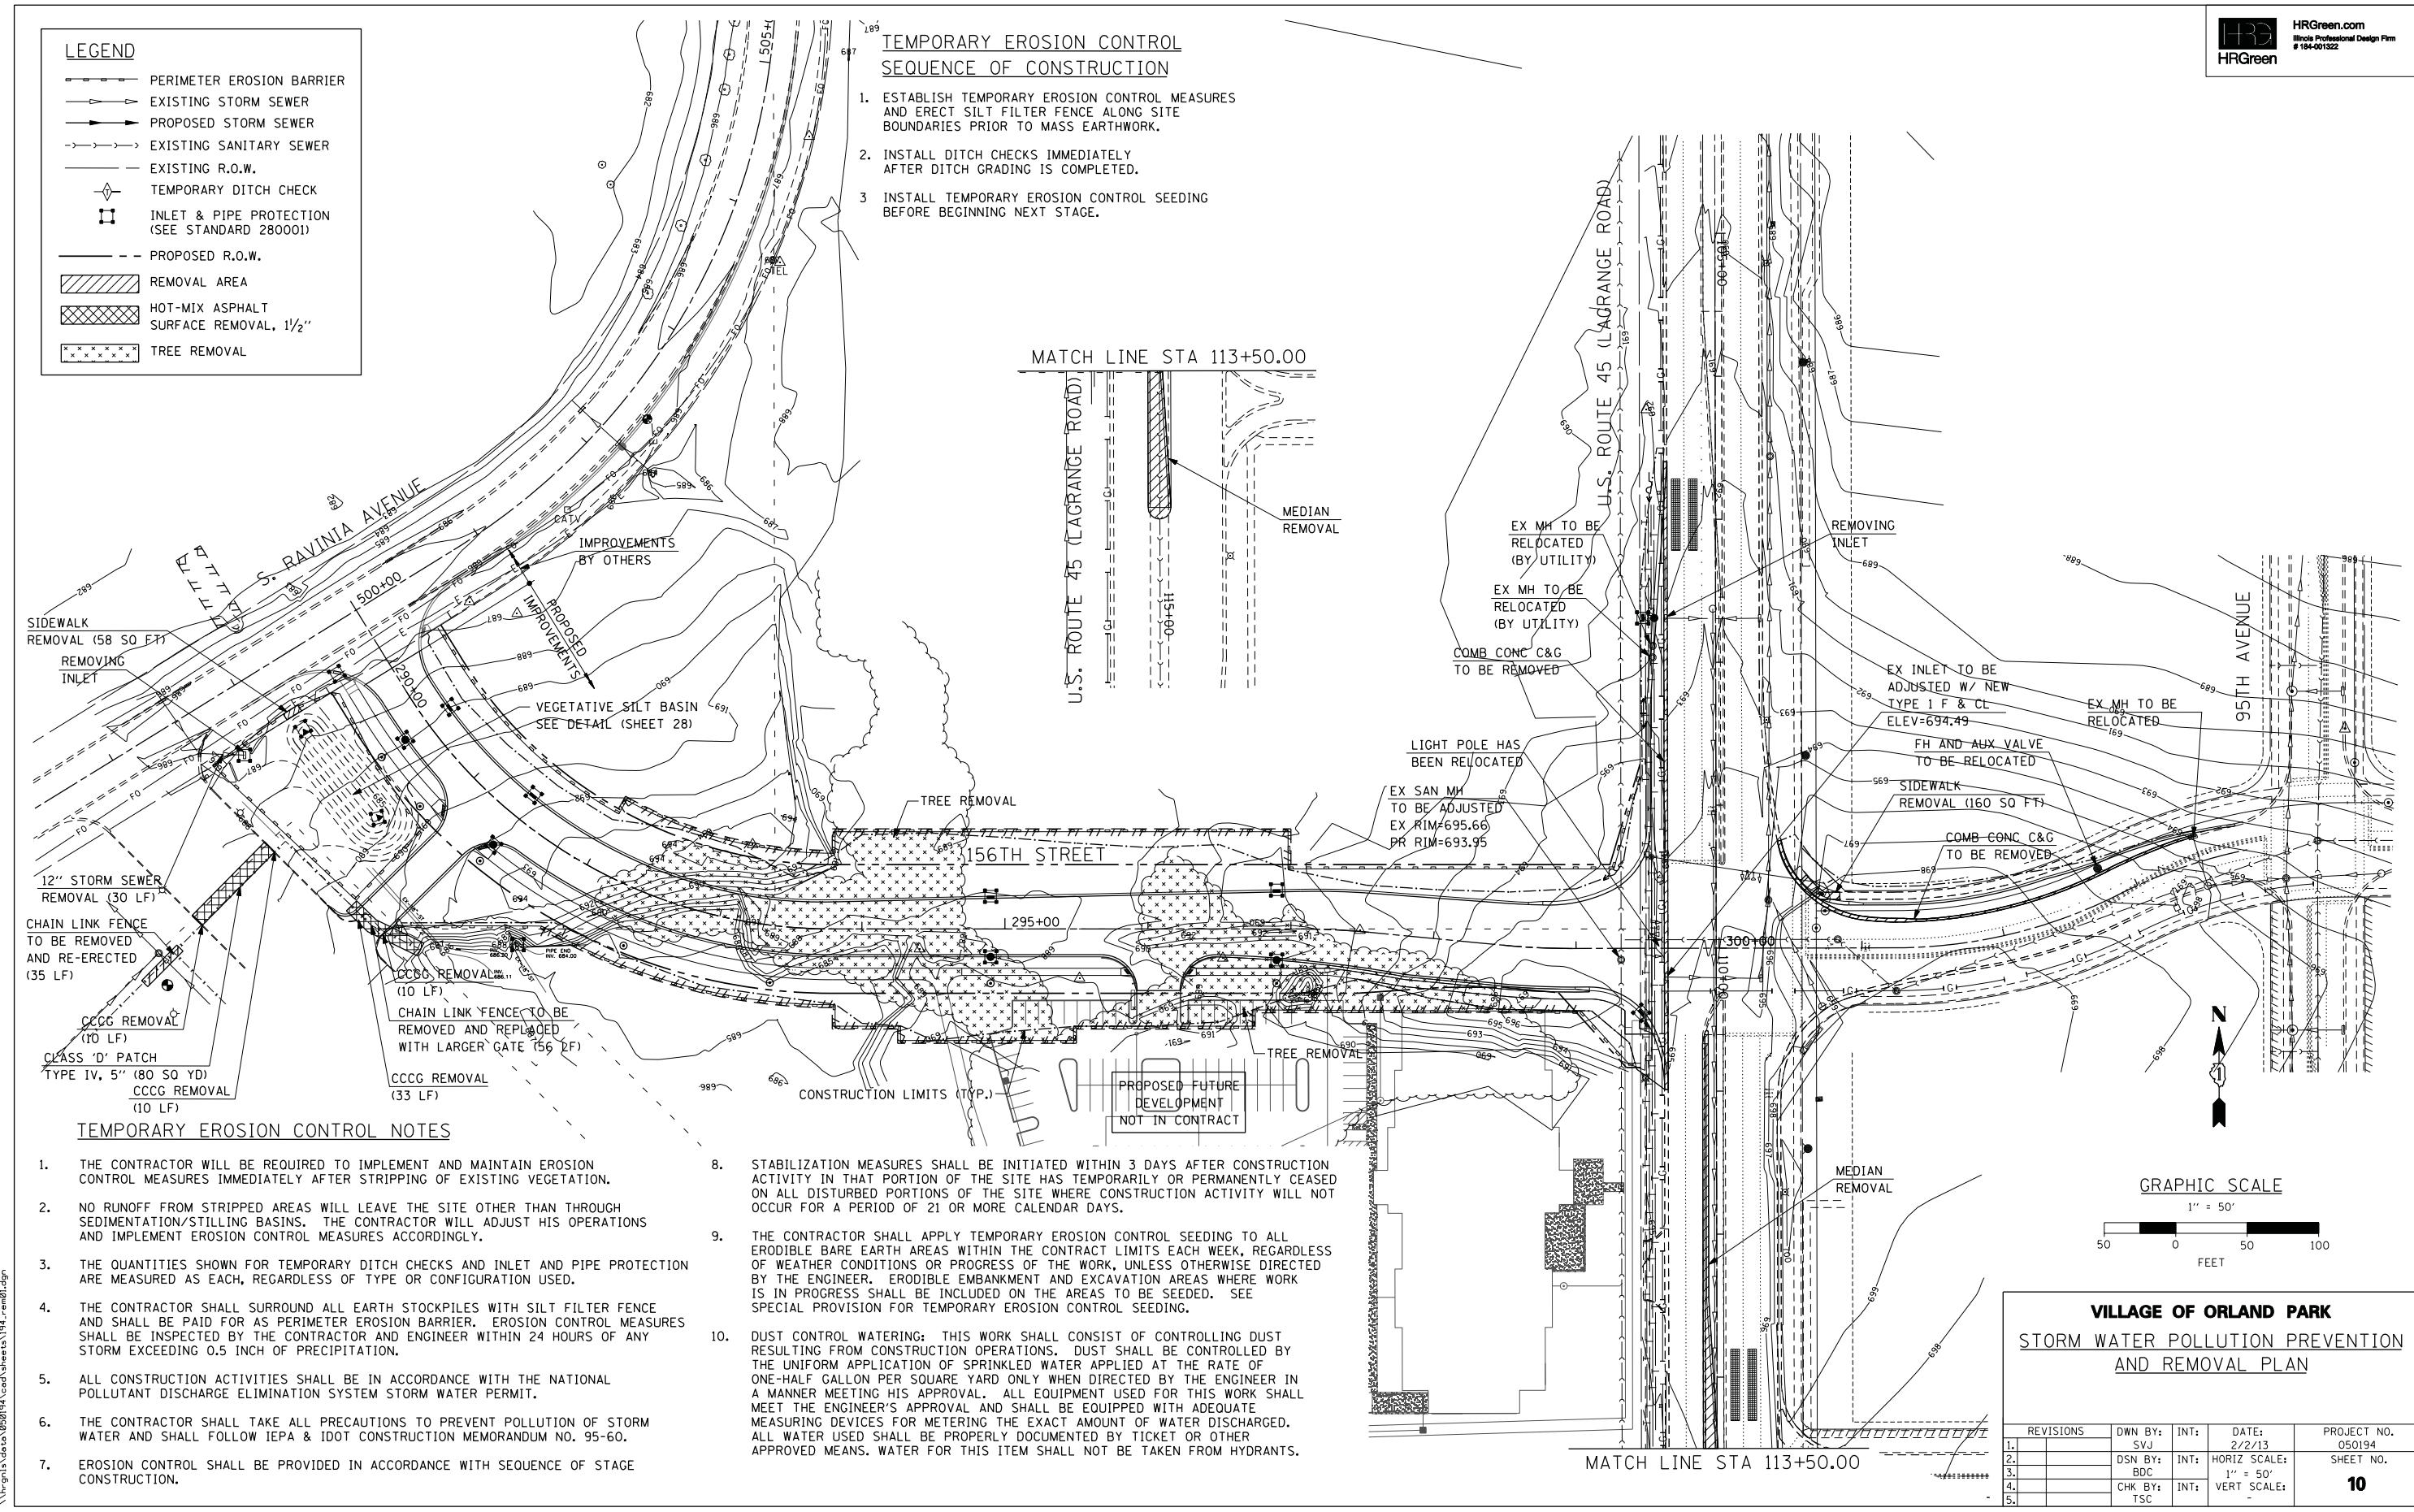 LEGEND
PERIMETER EROSION BARRIER
EXISTING STORM SEWER
PROPOSED STORM SEWER
EXISTING SANITARY SEWER
EXISTING R.O.W.
TEMPORARY DITCH CHECK
INLET & PIPE PROTECTION
(SEE STANDARD 280001)
PROPOSED R.O.W.
REMOVAL AREA
HOT-MIX ASPHALT
SURFACE REMOVAL, 1½''
TREE REMOVAL
TEMPORARY EROSION CONTROL
SEQUENCE OF CONSTRUCTION
1. ESTABLISH TEMPORARY EROSION CONTROL MEASURES
AND ERECT SILT FILTER FENCE ALONG SITE
BOUNDARIES PRIOR TO MASS EARTHWORK.
2. INSTALL DITCH CHECKS IMMEDIATELY
AFTER DITCH GRADING IS COMPLETED.
3 INSTALL TEMPORARY EROSION CONTROL SEEDING
BEFORE BEGINNING NEXT STAGE.
HRGreen
HRGreen.com
Illinois Professional Design Firm
# 184-001322
MATCH LINE STA 113+50.00
U.S. ROUTE 45 (LAGRANGE ROAD)
115+00
MEDIAN
REMOVAL
U.S. ROUTE 45 (LAGRANGE ROAD)
105+00
S. RAVINIA AVENUE
505+
500+00
290+00
CATV
TEL
IMPROVEMENTS
BY OTHERS
PROPOSED
IMPROVEMENTS
VEGETATIVE SILT BASIN
SEE DETAIL (SHEET 28)
SIDEWALK
REMOVAL (58 SQ FT)
REMOVING
INLET
12'' STORM SEWER
REMOVAL (30 LF)
CHAIN LINK FENCE
TO BE REMOVED
AND RE-ERECTED
(35 LF)
CCCG REMOVAL
(10 LF)
CLASS 'D' PATCH
TYPE IV, 5'' (80 SQ YD)
CCCG REMOVAL
(10 LF)
CCCG REMOVAL
(10 LF)
CHAIN LINK FENCE TO BE
REMOVED AND REPLACED
WITH LARGER GATE (56 LF)
CCCG REMOVAL
(33 LF)
TREE REMOVAL
156TH STREET
295+00
TREE REMOVAL
CONSTRUCTION LIMITS (TYP.)
PROPOSED FUTURE
DEVELOPMENT
NOT IN CONTRACT
EX MH TO BE
RELOCATED
(BY UTILITY)
EX MH TO BE
RELOCATED
(BY UTILITY)
COMB CONC C&G
TO BE REMOVED
LIGHT POLE HAS
BEEN RELOCATED
EX SAN MH
TO BE ADJUSTED
EX RIM=695.66
PR RIM=693.95
REMOVING
INLET
EX INLET TO BE
ADJUSTED W/ NEW
TYPE 1 F & CL
ELEV=694.49
EX MH TO BE
RELOCATED
FH AND AUX VALVE
TO BE RELOCATED
SIDEWALK
REMOVAL (160 SQ FT)
COMB CONC C&G
TO BE REMOVED
95TH AVENUE
300+00
110+00
MEDIAN
REMOVAL
MATCH LINE STA 113+50.00
N
GRAPHIC SCALE
1'' = 50'
50 0 50 100
FEET
TEMPORARY EROSION CONTROL NOTES
1. THE CONTRACTOR WILL BE REQUIRED TO IMPLEMENT AND MAINTAIN EROSION
CONTROL MEASURES IMMEDIATELY AFTER STRIPPING OF EXISTING VEGETATION.
2. NO RUNOFF FROM STRIPPED AREAS WILL LEAVE THE SITE OTHER THAN THROUGH
SEDIMENTATION/STILLING BASINS. THE CONTRACTOR WILL ADJUST HIS OPERATIONS
AND IMPLEMENT EROSION CONTROL MEASURES ACCORDINGLY.
3. THE QUANTITIES SHOWN FOR TEMPORARY DITCH CHECKS AND INLET AND PIPE PROTECTION
ARE MEASURED AS EACH, REGARDLESS OF TYPE OR CONFIGURATION USED.
4. THE CONTRACTOR SHALL SURROUND ALL EARTH STOCKPILES WITH SILT FILTER FENCE
AND SHALL BE PAID FOR AS PERIMETER EROSION BARRIER. EROSION CONTROL MEASURES
SHALL BE INSPECTED BY THE CONTRACTOR AND ENGINEER WITHIN 24 HOURS OF ANY
STORM EXCEEDING 0.5 INCH OF PRECIPITATION.
5. ALL CONSTRUCTION ACTIVITIES SHALL BE IN ACCORDANCE WITH THE NATIONAL
POLLUTANT DISCHARGE ELIMINATION SYSTEM STORM WATER PERMIT.
6. THE CONTRACTOR SHALL TAKE ALL PRECAUTIONS TO PREVENT POLLUTION OF STORM
WATER AND SHALL FOLLOW IEPA & IDOT CONSTRUCTION MEMORANDUM NO. 95-60.
7. EROSION CONTROL SHALL BE PROVIDED IN ACCORDANCE WITH SEQUENCE OF STAGE
CONSTRUCTION.
8. STABILIZATION MEASURES SHALL BE INITIATED WITHIN 3 DAYS AFTER CONSTRUCTION
ACTIVITY IN THAT PORTION OF THE SITE HAS TEMPORARILY OR PERMANENTLY CEASED
ON ALL DISTURBED PORTIONS OF THE SITE WHERE CONSTRUCTION ACTIVITY WILL NOT
OCCUR FOR A PERIOD OF 21 OR MORE CALENDAR DAYS.
9. THE CONTRACTOR SHALL APPLY TEMPORARY EROSION CONTROL SEEDING TO ALL
ERODIBLE BARE EARTH AREAS WITHIN THE CONTRACT LIMITS EACH WEEK, REGARDLESS
OF WEATHER CONDITIONS OR PROGRESS OF THE WORK, UNLESS OTHERWISE DIRECTED
BY THE ENGINEER. ERODIBLE EMBANKMENT AND EXCAVATION AREAS WHERE WORK
IS IN PROGRESS SHALL BE INCLUDED ON THE AREAS TO BE SEEDED. SEE
SPECIAL PROVISION FOR TEMPORARY EROSION CONTROL SEEDING.
10. DUST CONTROL WATERING: THIS WORK SHALL CONSIST OF CONTROLLING DUST
RESULTING FROM CONSTRUCTION OPERATIONS. DUST SHALL BE CONTROLLED BY
THE UNIFORM APPLICATION OF SPRINKLED WATER APPLIED AT THE RATE OF
ONE-HALF GALLON PER SQUARE YARD ONLY WHEN DIRECTED BY THE ENGINEER IN
A MANNER MEETING HIS APPROVAL. ALL EQUIPMENT USED FOR THIS WORK SHALL
MEET THE ENGINEER'S APPROVAL AND SHALL BE EQUIPPED WITH ADEQUATE
MEASURING DEVICES FOR METERING THE EXACT AMOUNT OF WATER DISCHARGED.
ALL WATER USED SHALL BE PROPERLY DOCUMENTED BY TICKET OR OTHER
APPROVED MEANS. WATER FOR THIS ITEM SHALL NOT BE TAKEN FROM HYDRANTS.
VILLAGE OF ORLAND PARK
STORM WATER POLLUTION PREVENTION
AND REMOVAL PLAN
REVISIONS
1.
2.
3.
4.
5.
DWN BY: INT:
SVJ
DSN BY: INT:
BDC
CHK BY: INT:
TSC
DATE:
2/2/13
HORIZ SCALE:
1'' = 50'
VERT SCALE:
-
PROJECT NO.
050194
SHEET NO.
10